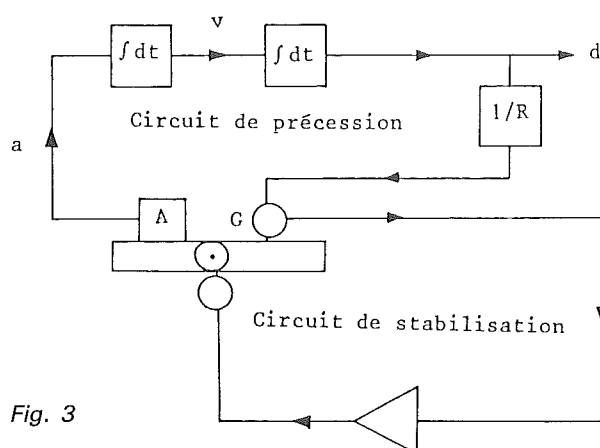 v
∫dt
∫dt
d
1/R
Circuit de précession
a
A
G
Circuit de stabilisation
Fig. 3